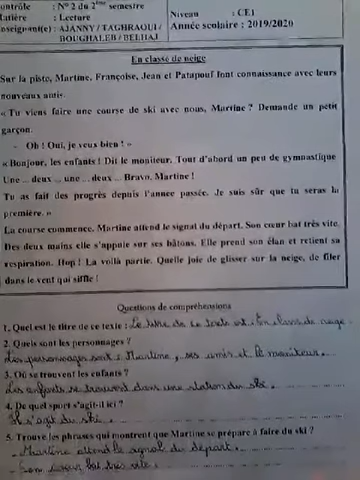 ontrôle : N° 2 du 2ème semestre
atière : Lecture
nseignant(e) : AJANNY / TAGHRAOUI /
BOUGHALEB / BELHAJ
Niveau : CE1
Année scolaire : 2019/2020
En classe de neige
Sur la piste, Martine, Françoise, Jean et Patapouf font connaissance avec leurs
nouveaux amis.
« Tu viens faire une course de ski avec nous, Martine ? Demande un petit
garçon.
- Oh ! Oui, je veux bien ! »
« Bonjour, les enfants ! Dit le moniteur. Tout d'abord un peu de gymnastique
Une ... deux ... une ... deux ... Bravo, Martine !
Tu as fait des progrès depuis l'année passée. Je suis sûr que tu seras la
première. »
La course commence. Martine attend le signal du départ. Son cœur bat très vite.
Des deux mains elle s'appuie sur ses bâtons. Elle prend son élan et retient sa
respiration. Hop ! La voilà partie. Quelle joie de glisser sur la neige, de filer
dans le vent qui siffle !
Questions de compréhensions
1. Quel est le titre de ce texte : Le titre de ce texte est : En classe de neige
2. Quels sont les personnages ?
Les personnages sont : Martine, ses amis et le moniteur.
3. Où se trouvent les enfants ?
Les enfants se trouvent dans une station du ski.
4. De quel sport s'agit-il ici ?
Il s'agit du ski.
5. Trouve les phrases qui montrent que Martine se prépare à faire du ski ?
- Martine attend le signal du départ.
- Son cœur bat très vite.